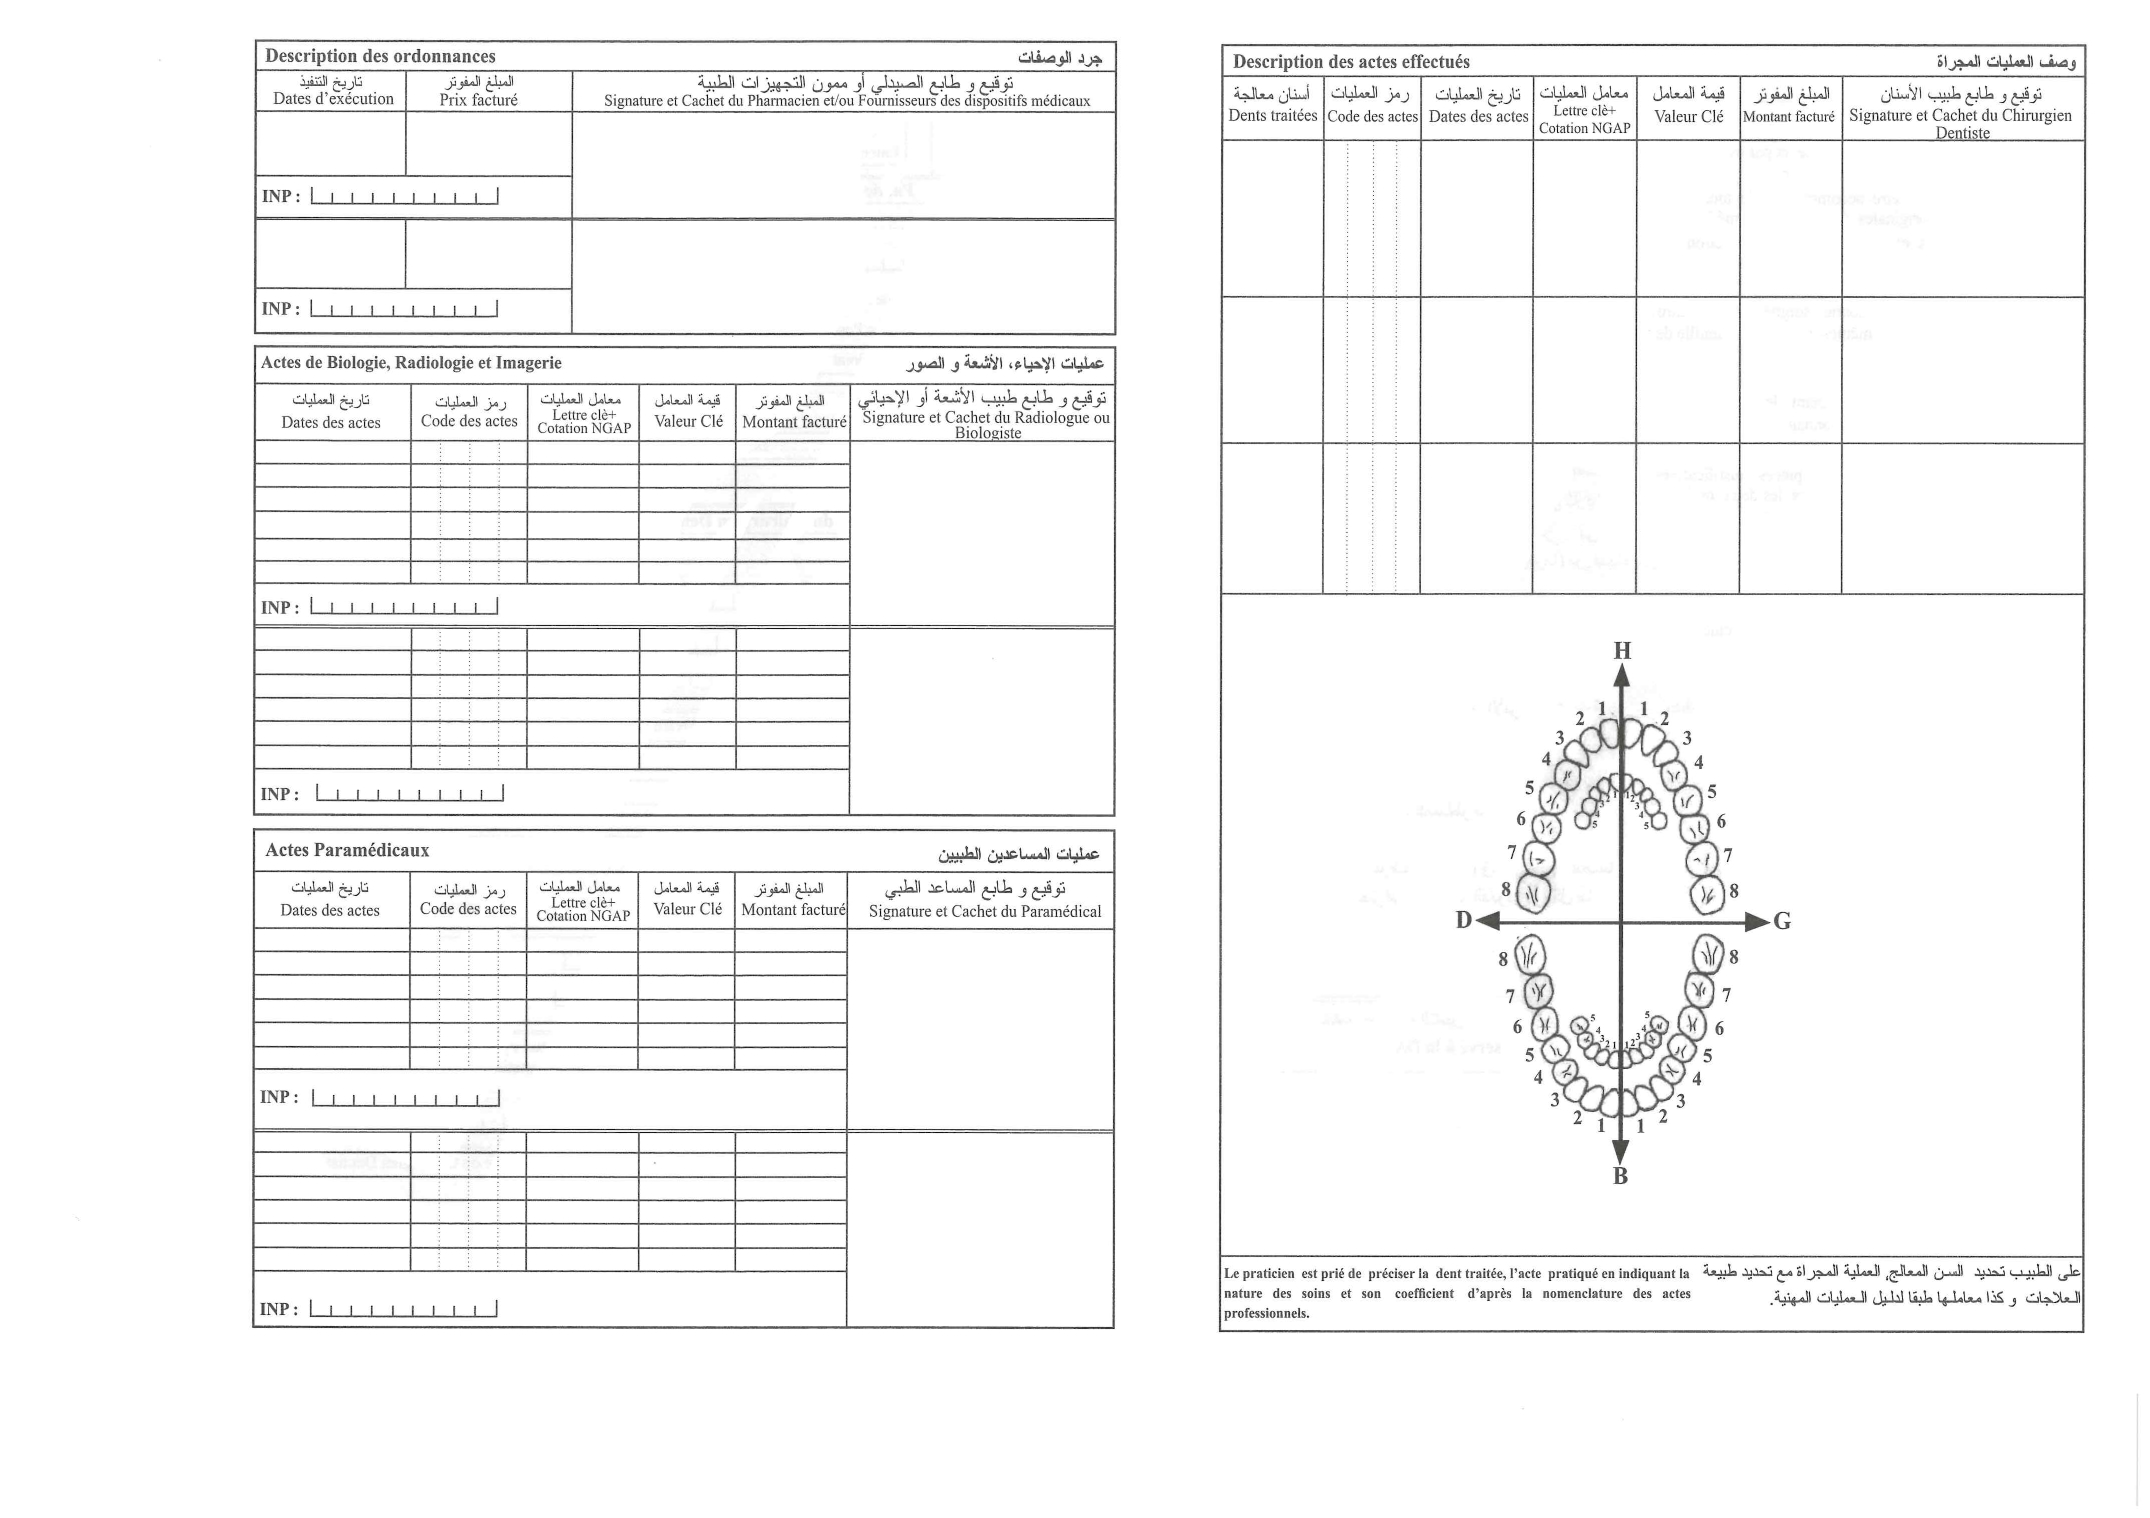 Description des ordonnances جرد الوصفات
تاريخ التنفيذ المبلغ المفوتر توقيع و طابع الصيدلي أو ممون التجهيزات الطبية
Dates d’exécution Prix facturé Signature et Cachet du Pharmacien et/ou Fournisseurs des dispositifs médicaux
INP :
INP :
Actes de Biologie, Radiologie et Imagerie عمليات الإحياء، الأشعة و الصور
تاريخ العمليات رمز العمليات معامل العمليات قيمة المعامل المبلغ المفوتر توقيع و طابع طبيب الأشعة أو الإحيائي
Dates des actes Code des actes Lettre clè+ Valeur Clé Montant facturé Signature et Cachet du Radiologue ou
Cotation NGAP Biologiste
INP :
INP :
Actes Paramédicaux عمليات المساعدين الطبيين
تاريخ العمليات رمز العمليات معامل العمليات قيمة المعامل المبلغ المفوتر توقيع و طابع المساعد الطبي
Dates des actes Code des actes Lettre clè+ Valeur Clé Montant facturé Signature et Cachet du Paramédical
Cotation NGAP
INP :
INP :
Description des actes effectués وصف العمليات المجراة
أسنان معالجة رمز العمليات تاريخ العمليات معامل العمليات قيمة المعامل المبلغ المفوتر توقيع و طابع طبيب الأسنان
Dents traitées Code des actes Dates des actes Lettre clè+ Valeur Clé Montant facturé Signature et Cachet du Chirurgien
Cotation NGAP Dentiste
H
1 1
2 2
3 3
4 4
5 5
6 6
7 7
8 8
1 1
2 2
3 3
4 4
5 5
D G
8 8
7 7
6 6
5 5
4 4
3 3
2 2
1 1
5 5
4 4
3 3
2 2
1 1
B
Le praticien est prié de préciser la dent traitée, l’acte pratiqué en indiquant la
nature des soins et son coefficient d’après la nomenclature des actes
professionnels.
على الطبيب تحديد السن المعالج, العملية المجراة مع تحديد طبيعة
العلاجات و كذا معاملها طبقا لدليل العمليات المهنية.